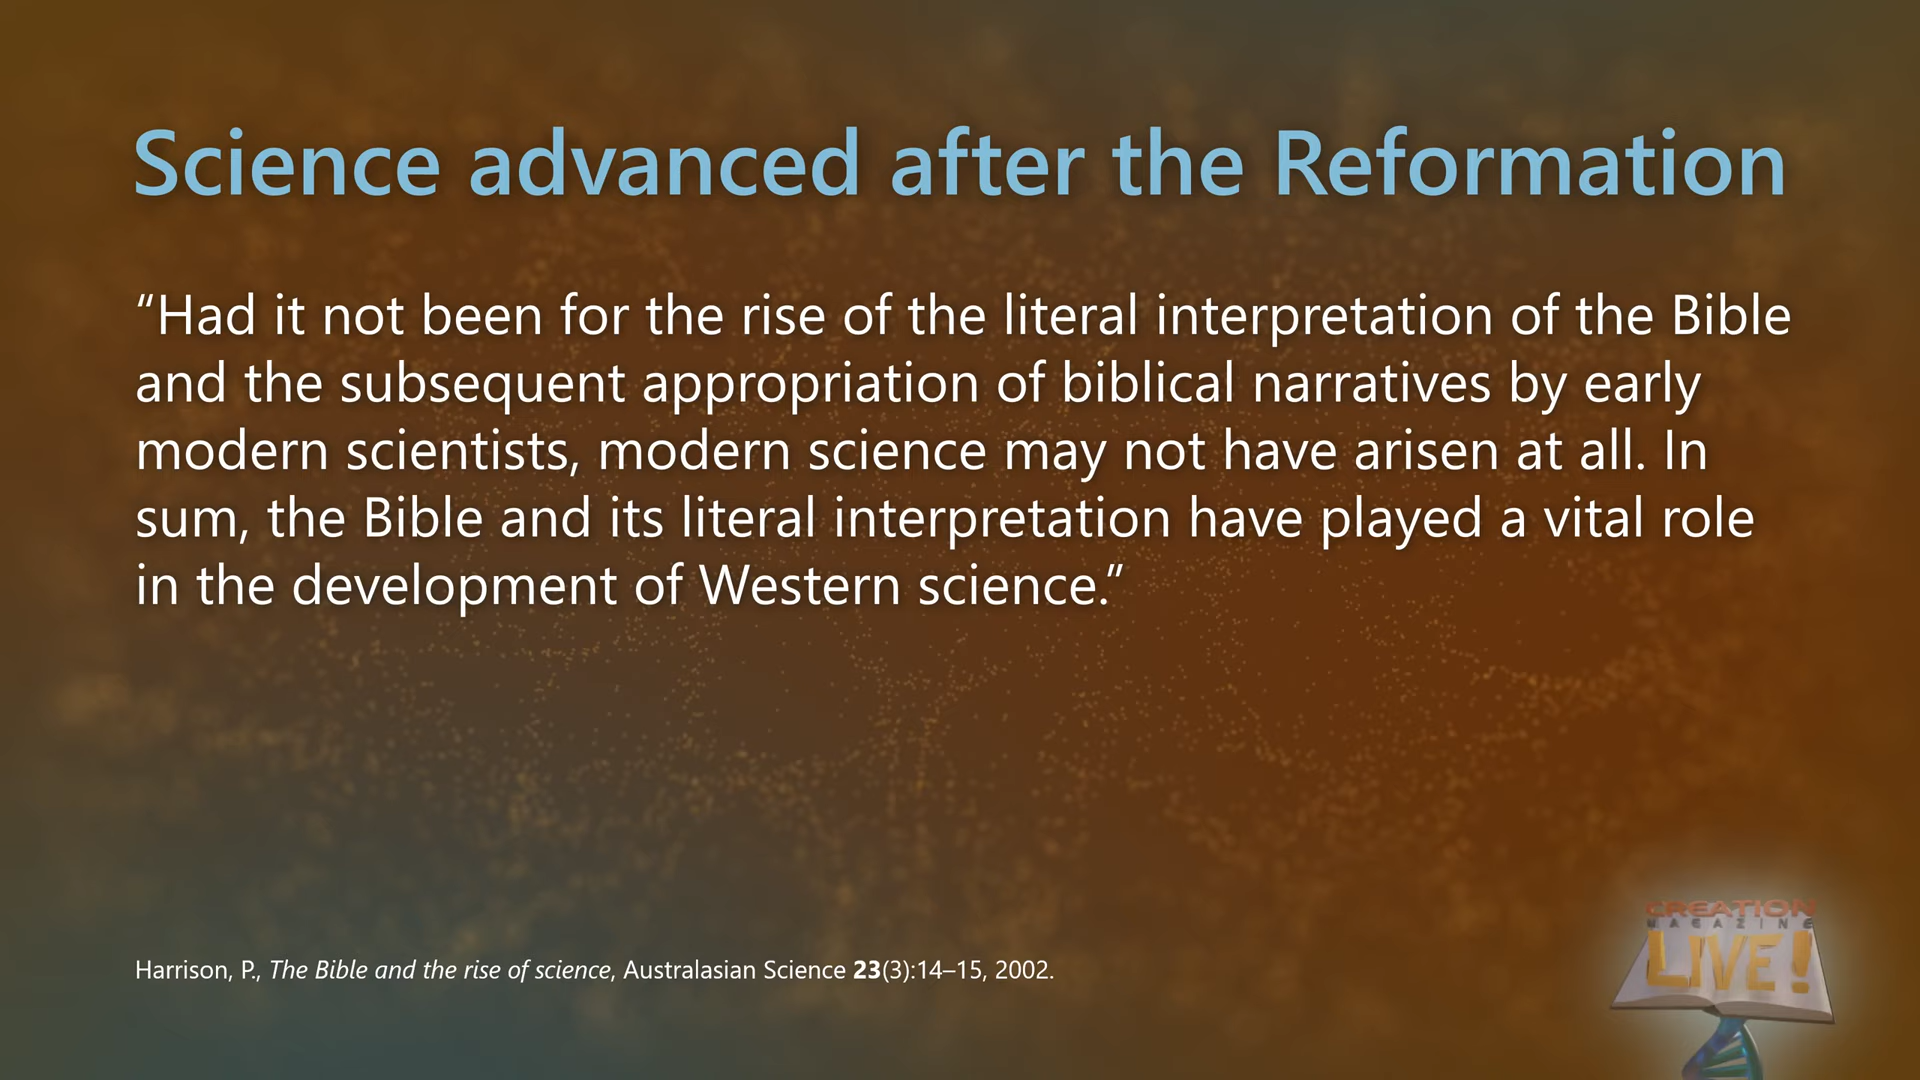 Science advanced after the Reformation
“Had it not been for the rise of the literal interpretation of the Bible
and the subsequent appropriation of biblical narratives by early
modern scientists, modern science may not have arisen at all. In
sum, the Bible and its literal interpretation have played a vital role
in the development of Western science.”
Harrison, P., The Bible and the rise of science, Australasian Science 23(3):14–15, 2002.
CREATION
MAGAZINE
LIVE!